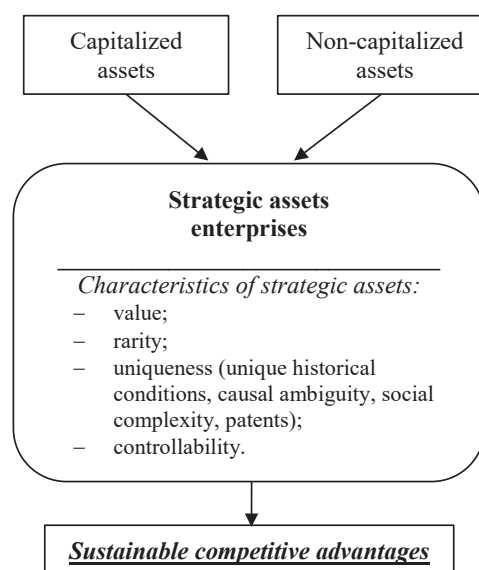 Capitalized
assets
Non-capitalized
assets
Strategic assets
enterprises
Characteristics of strategic assets:
– value;
– rarity;
– uniqueness (unique historical
conditions, causal ambiguity, social
complexity, patents);
– controllability.
Sustainable competitive advantages